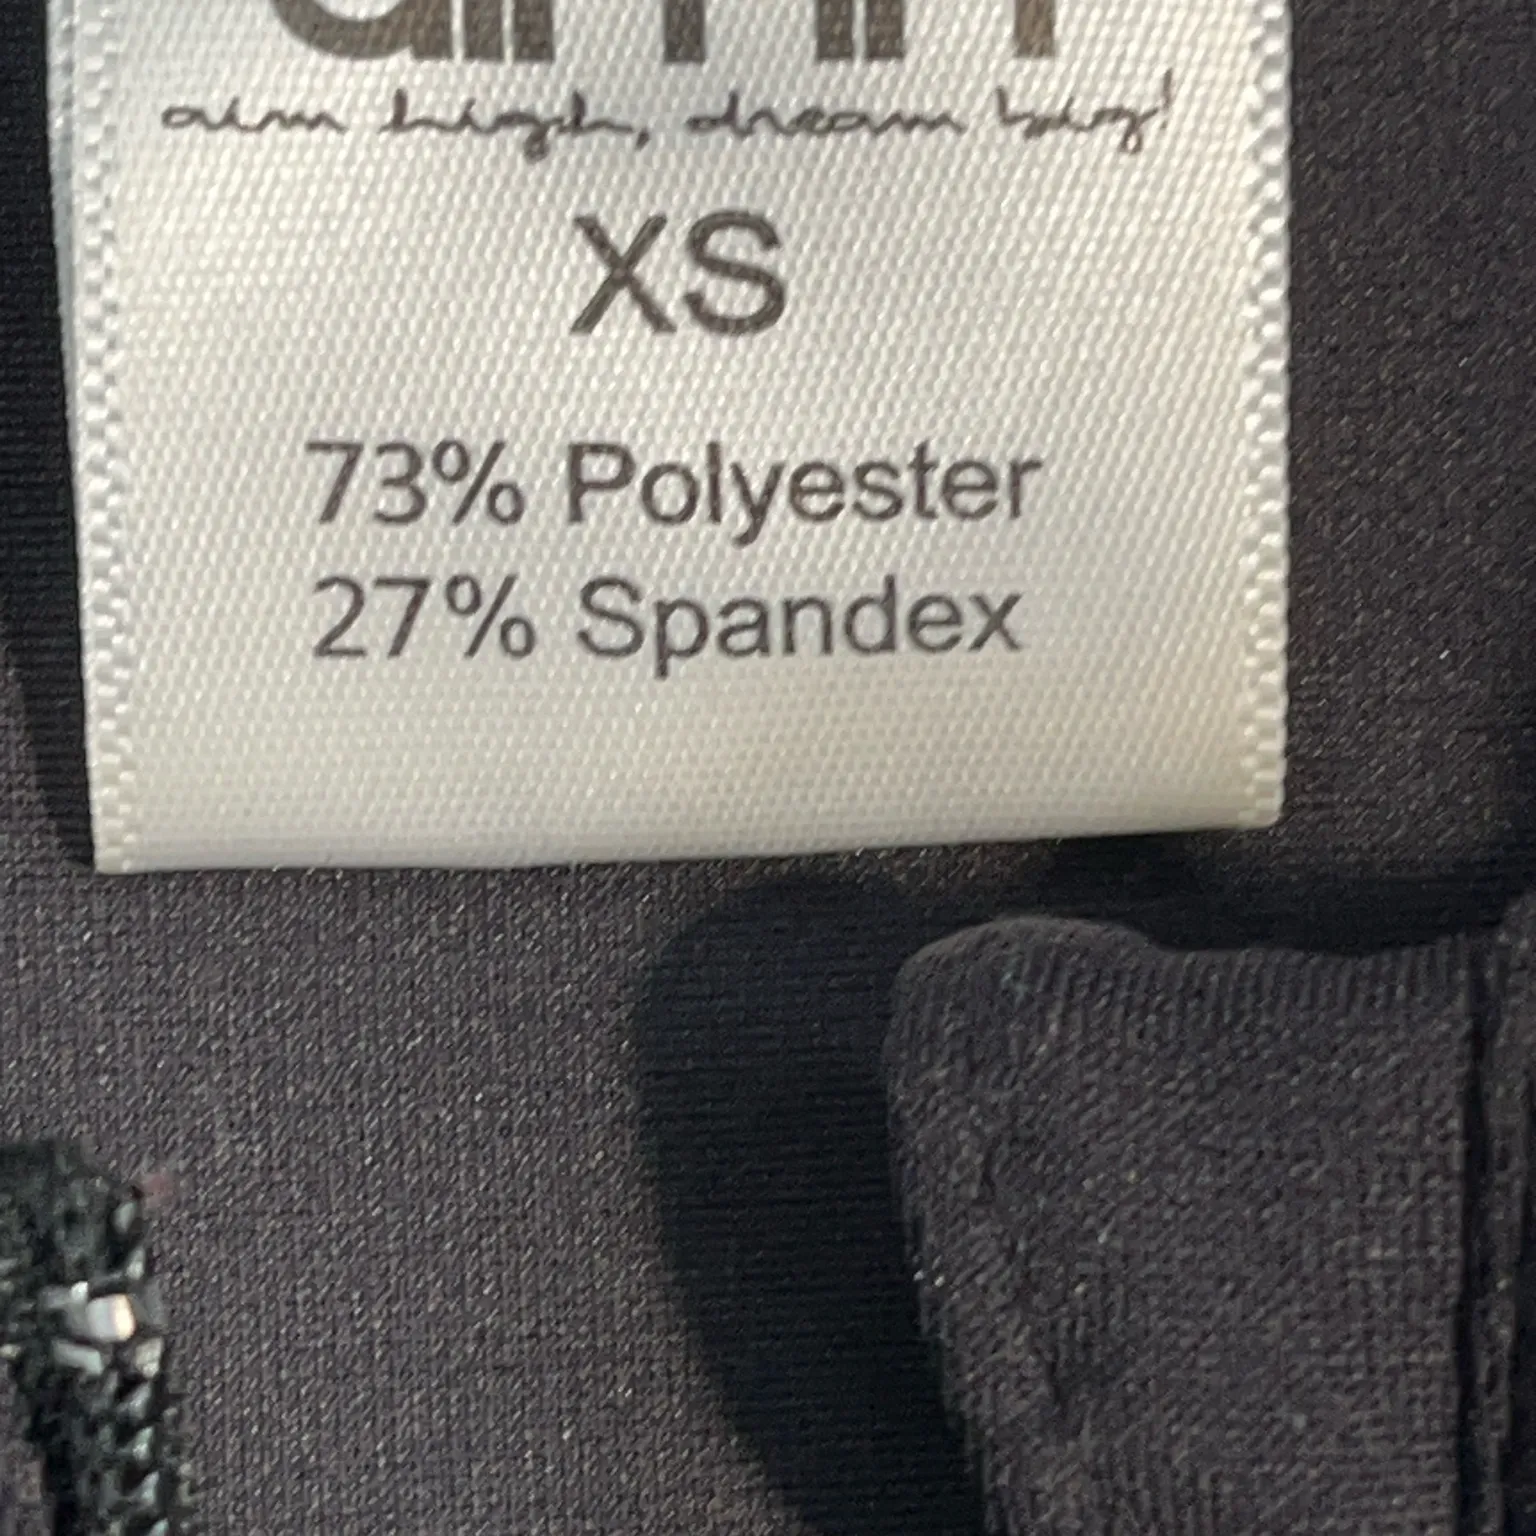 aim high, dream big!
XS
73% Polyester
27% Spandex